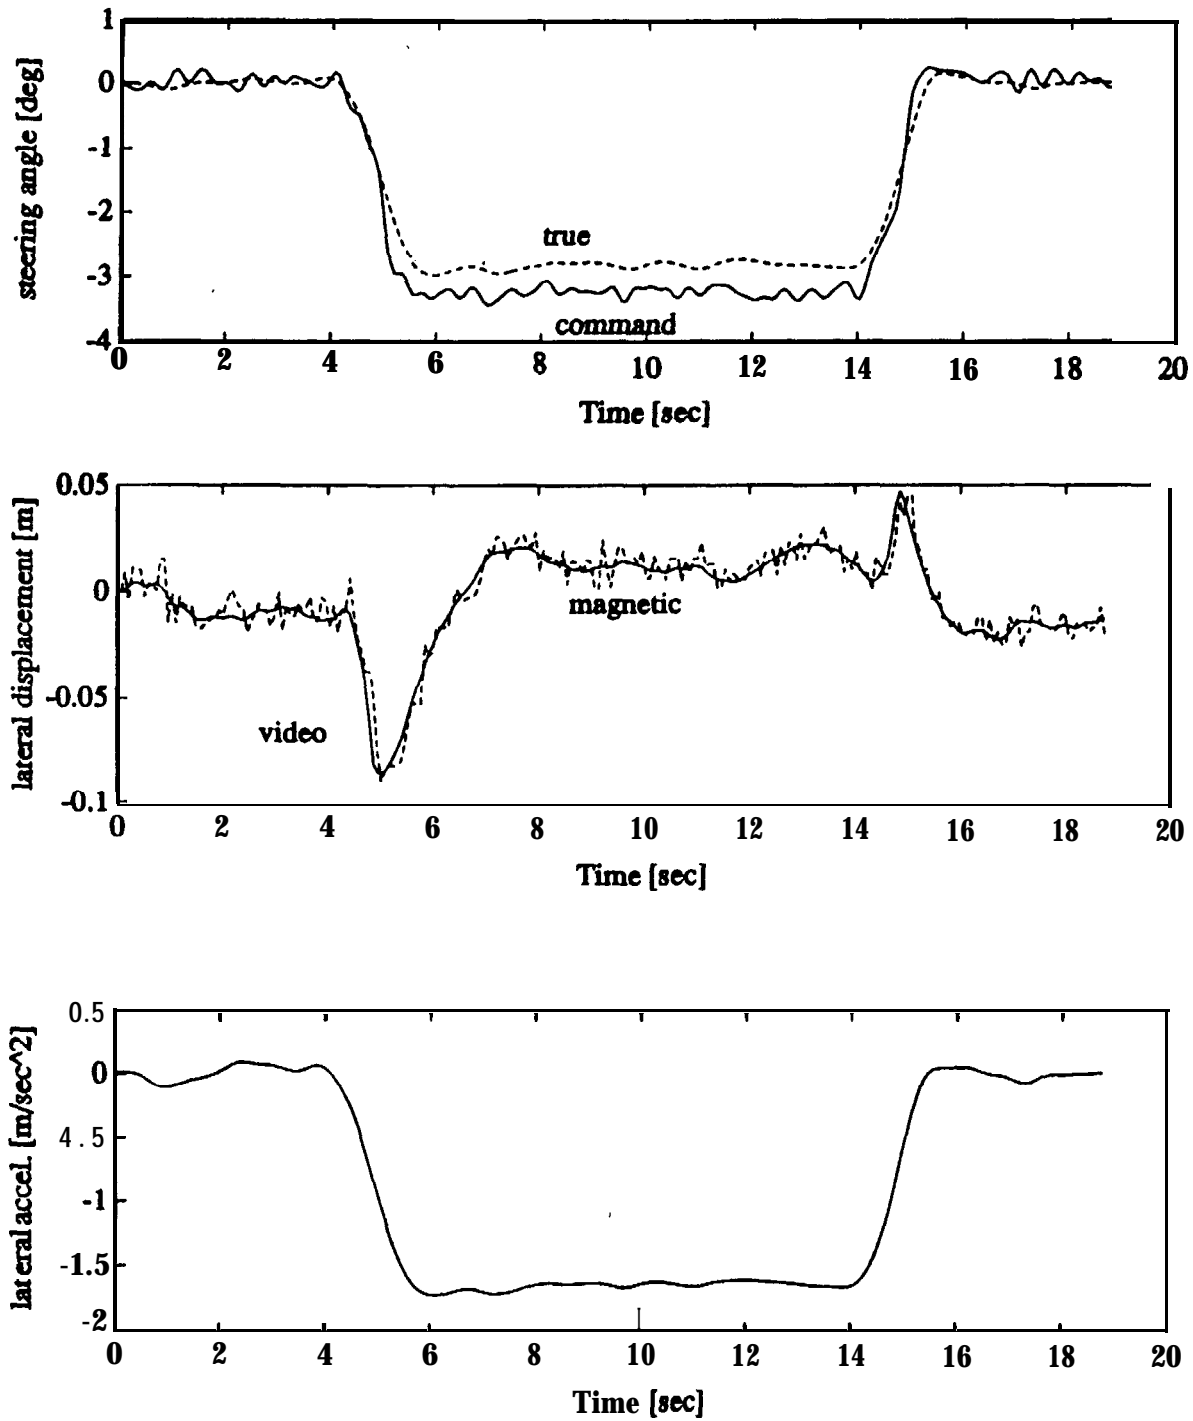 1
0
-1
-2
-3
-4
steering angle [deg]
true
command
0 2 4 6 8 10 12 14 16 18 20
Time [sec]
0.05
0
-0.05
-0.1
lateral displacement [m]
magnetic
video
0 2 4 6 8 10 12 14 16 18 20
Time [sec]
0.5
0
4.5
-1
-1.5
-2
lateral accel. [m/sec^2]
0 2 4 6 8 10 12 14 16 18 20
Time [sec]